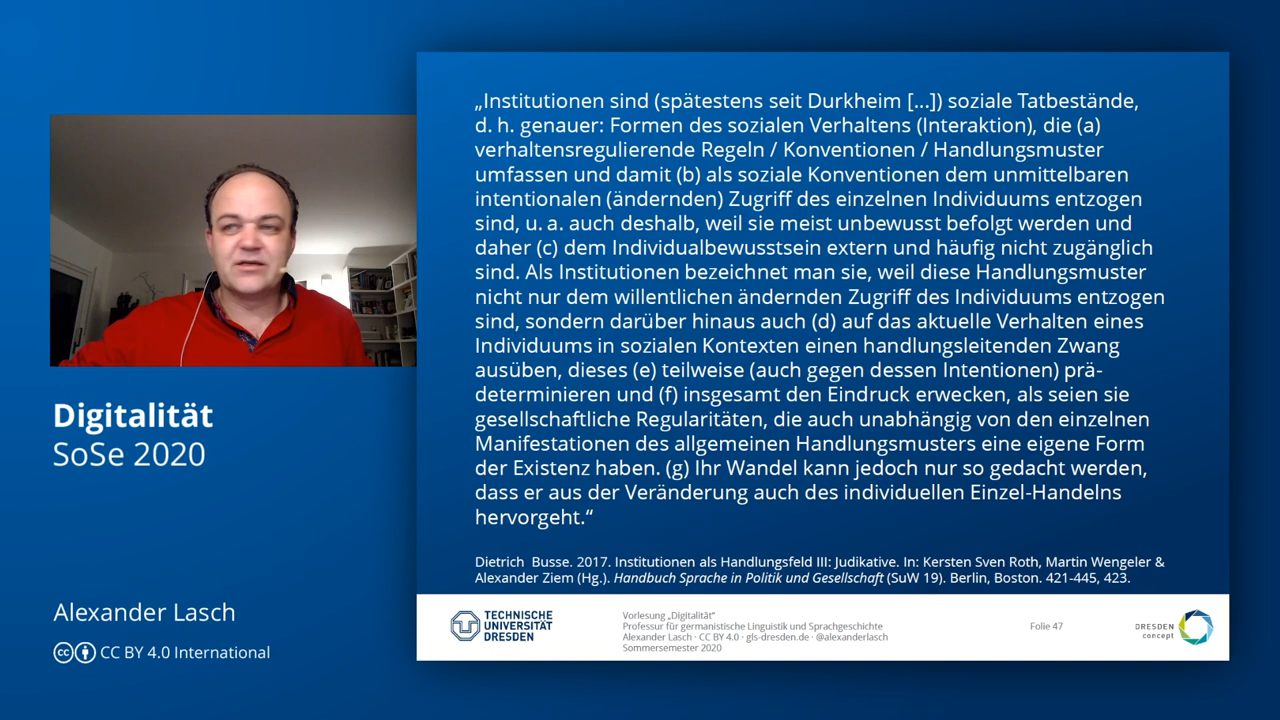 „Institutionen sind (spätestens seit Durkheim [...]) soziale Tatbestände,
d. h. genauer: Formen des sozialen Verhaltens (Interaktion), die (a)
verhaltensregulierende Regeln / Konventionen / Handlungsmuster
umfassen und damit (b) als soziale Konventionen dem unmittelbaren
intentionalen (ändernden) Zugriff des einzelnen Individuums entzogen
sind, u. a. auch deshalb, weil sie meist unbewusst befolgt werden und
daher (c) dem Individualbewusstsein extern und häufig nicht zugänglich
sind. Als Institutionen bezeichnet man sie, weil diese Handlungsmuster
nicht nur dem willentlichen ändernden Zugriff des Individuums entzogen
sind, sondern darüber hinaus auch (d) auf das aktuelle Verhalten eines
Individuums in sozialen Kontexten einen handlungsleitenden Zwang
ausüben, dieses (e) teilweise (auch gegen dessen Intentionen) prä-
determinieren und (f) insgesamt den Eindruck erwecken, als seien sie
gesellschaftliche Regularitäten, die auch unabhängig von den einzelnen
Manifestationen des allgemeinen Handlungsmusters eine eigene Form
der Existenz haben. (g) Ihr Wandel kann jedoch nur so gedacht werden,
dass er aus der Veränderung auch des individuellen Einzel-Handelns
hervorgeht.“
Dietrich Busse. 2017. Institutionen als Handlungsfeld III: Judikative. In: Kersten Sven Roth, Martin Wengeler &
Alexander Ziem (Hg.). Handbuch Sprache in Politik und Gesellschaft (SuW 19). Berlin, Boston. 421-445, 423.
Digitalität
SoSe 2020
Alexander Lasch
CC BY 4.0 International
TECHNISCHE
UNIVERSITÄT
DRESDEN
Vorlesung „Digitalität“
Professur für germanistische Linguistik und Sprachgeschichte
Alexander Lasch · CC BY 4.0 · gls-dresden.de · @alexanderlasch
Sommersemester 2020
Folie 47
DRESDEN
concept